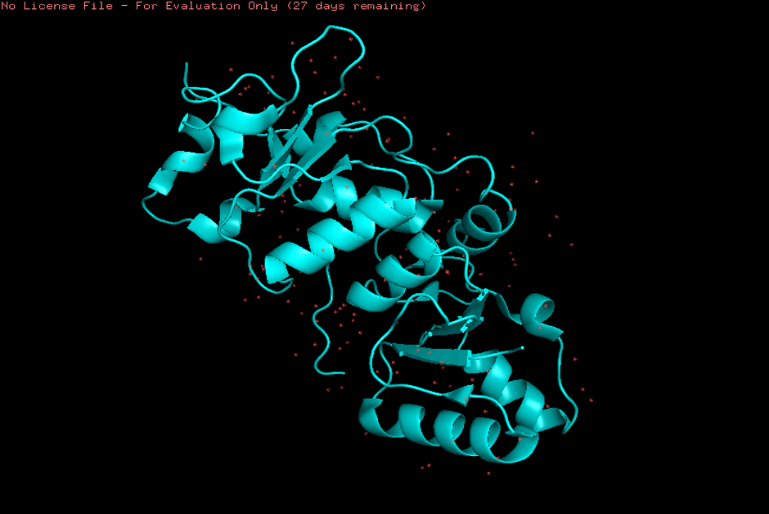 No License File - For Evaluation Only (27 days remaining)